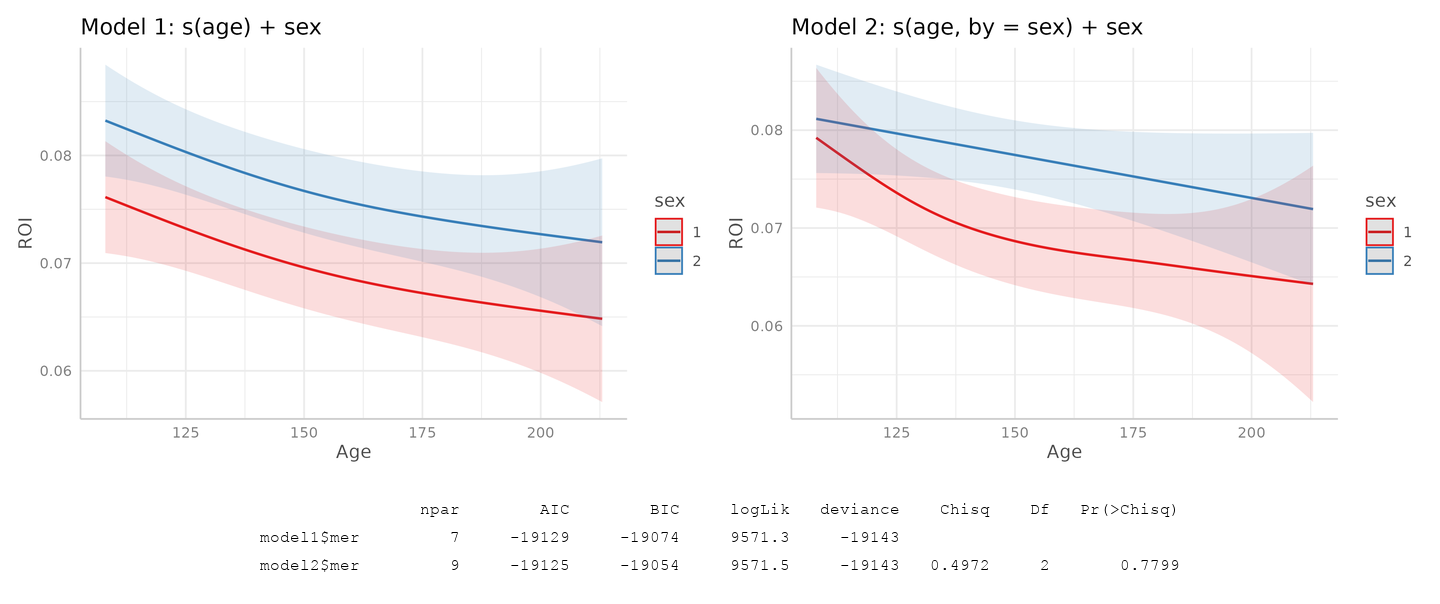 Model 1: s(age) + sex
0.08
0.07
0.06
ROI
125 150 175 200
Age
sex
1
2
Model 2: s(age, by = sex) + sex
0.08
0.07
0.06
ROI
125 150 175 200
Age
sex
1
2
npar AIC BIC logLik deviance Chisq Df Pr(>Chisq)
model1$mer 7 -19129 -19074 9571.3 -19143
model2$mer 9 -19125 -19054 9571.5 -19143 0.4972 2 0.7799